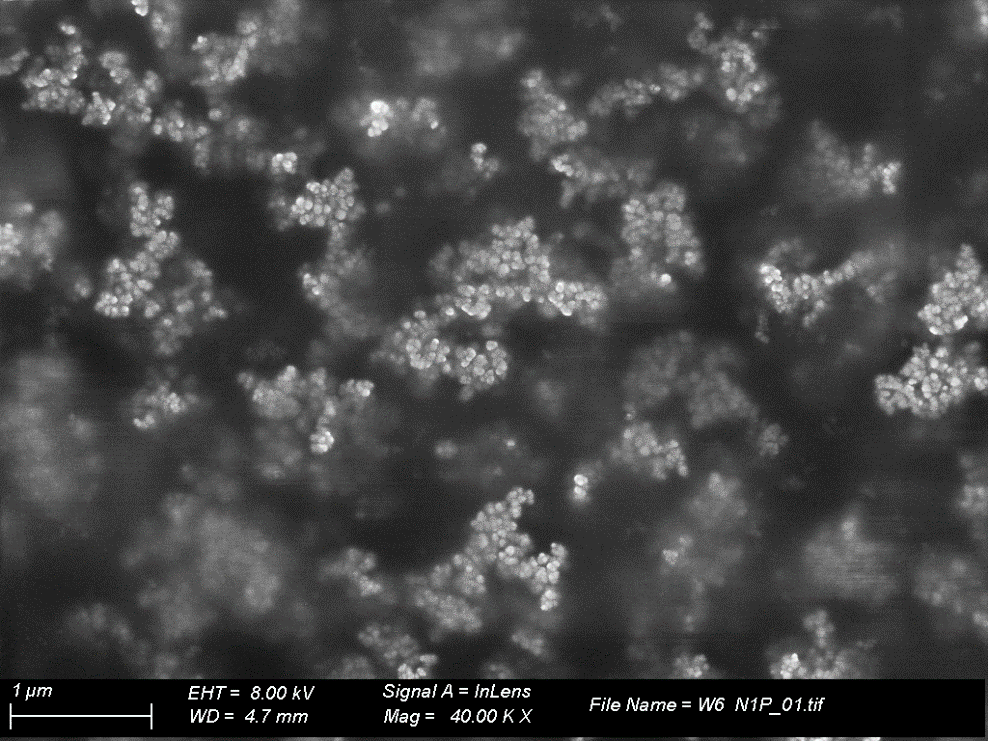 1 µm
EHT = 8.00 kV
WD = 4.7 mm
Signal A = InLens
Mag = 40.00 K X
File Name = W6 N1P_01.tif